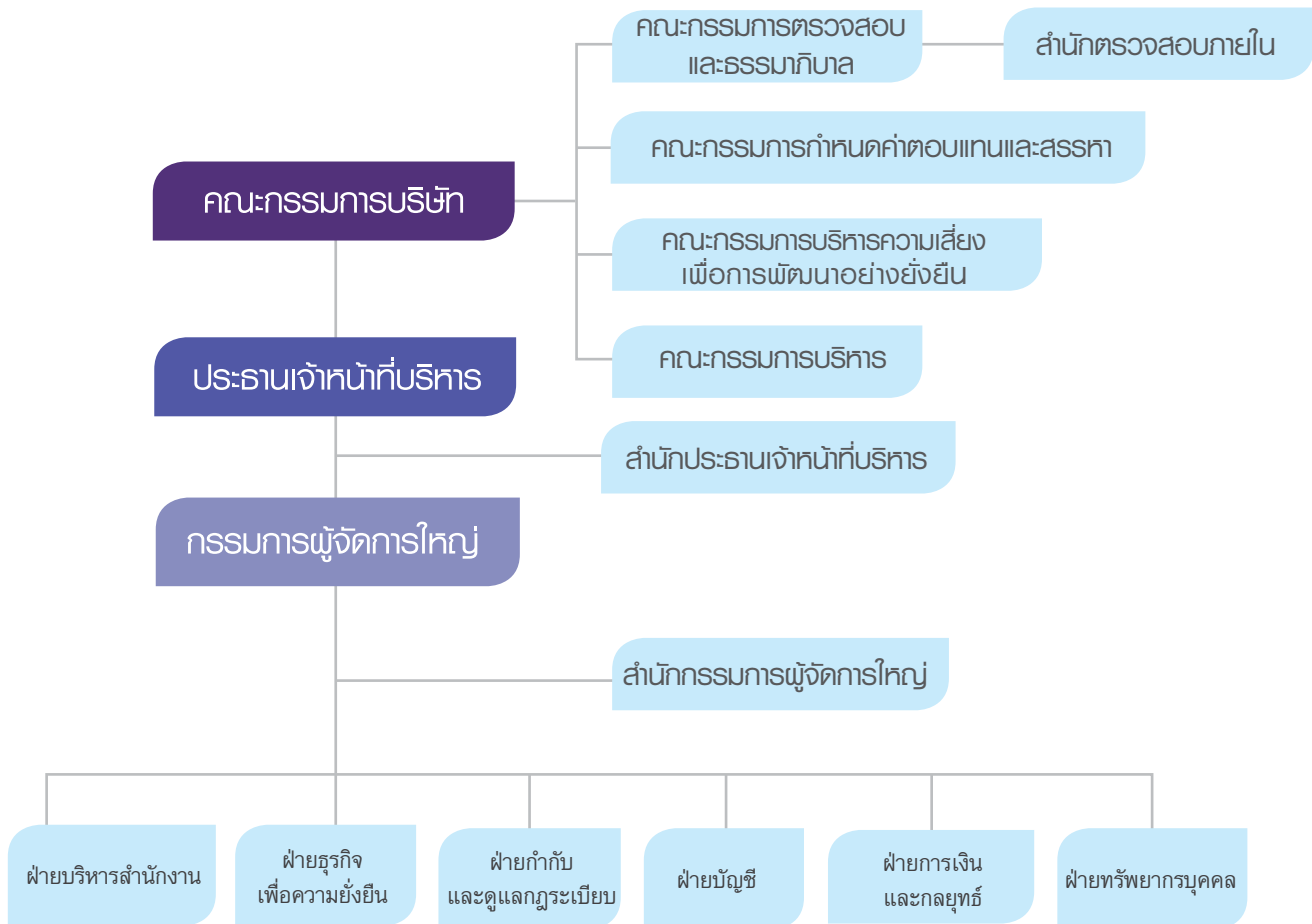 คณะกรรมการตรวจสอบ
และธรรมาภิบาล
สำนักตรวจสอบภายใน
คณะกรรมการกำหนดค่าตอบแทนและสรรหา
คณะกรรมการบริษัท
คณะกรรมการบริหารความเสี่ยง
เพื่อการพัฒนาอย่างยั่งยืน
คณะกรรมการบริหาร
ประธานเจ้าหน้าที่บริหาร
สำนักประธานเจ้าหน้าที่บริหาร
กรรมการผู้จัดการใหญ่
สำนักกรรมการผู้จัดการใหญ่
ฝ่ายบริหารสำนักงาน
ฝ่ายธุรกิจ
เพื่อความยั่งยืน
ฝ่ายกำกับ
และดูแลกฎระเบียบ
ฝ่ายบัญชี
ฝ่ายการเงิน
และกลยุทธ์
ฝ่ายทรัพยากรบุคคล